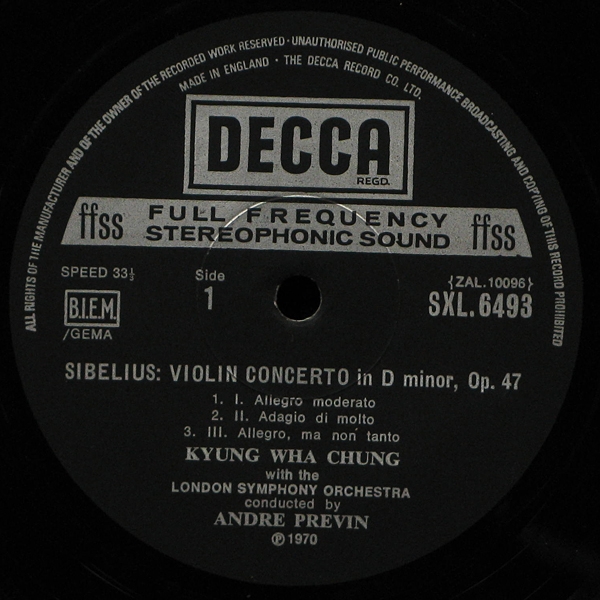 ALL RIGHTS OF THE MANUFACTURER AND OF THE OWNER OF THE RECORDED WORK RESERVED · UNAUTHORISED PUBLIC PERFORMANCE BROADCASTING AND COPYING OF THIS RECORD PROHIBITED
MADE IN ENGLAND · THE DECCA RECORD CO. LTD.
DECCA
REGD.
ffss FULL FREQUENCY STEREOPHONIC SOUND ffss
SPEED 33⅓
Side 1
{ZAL.10096}
SXL.6493
B.I.E.M.
/GEMA
SIBELIUS: VIOLIN CONCERTO in D minor, Op. 47
1. I. Allegro moderato
2. II. Adagio di molto
3. III. Allegro, ma non tanto
KYUNG WHA CHUNG
with the
LONDON SYMPHONY ORCHESTRA
conducted by
ANDRE PREVIN
℗1970